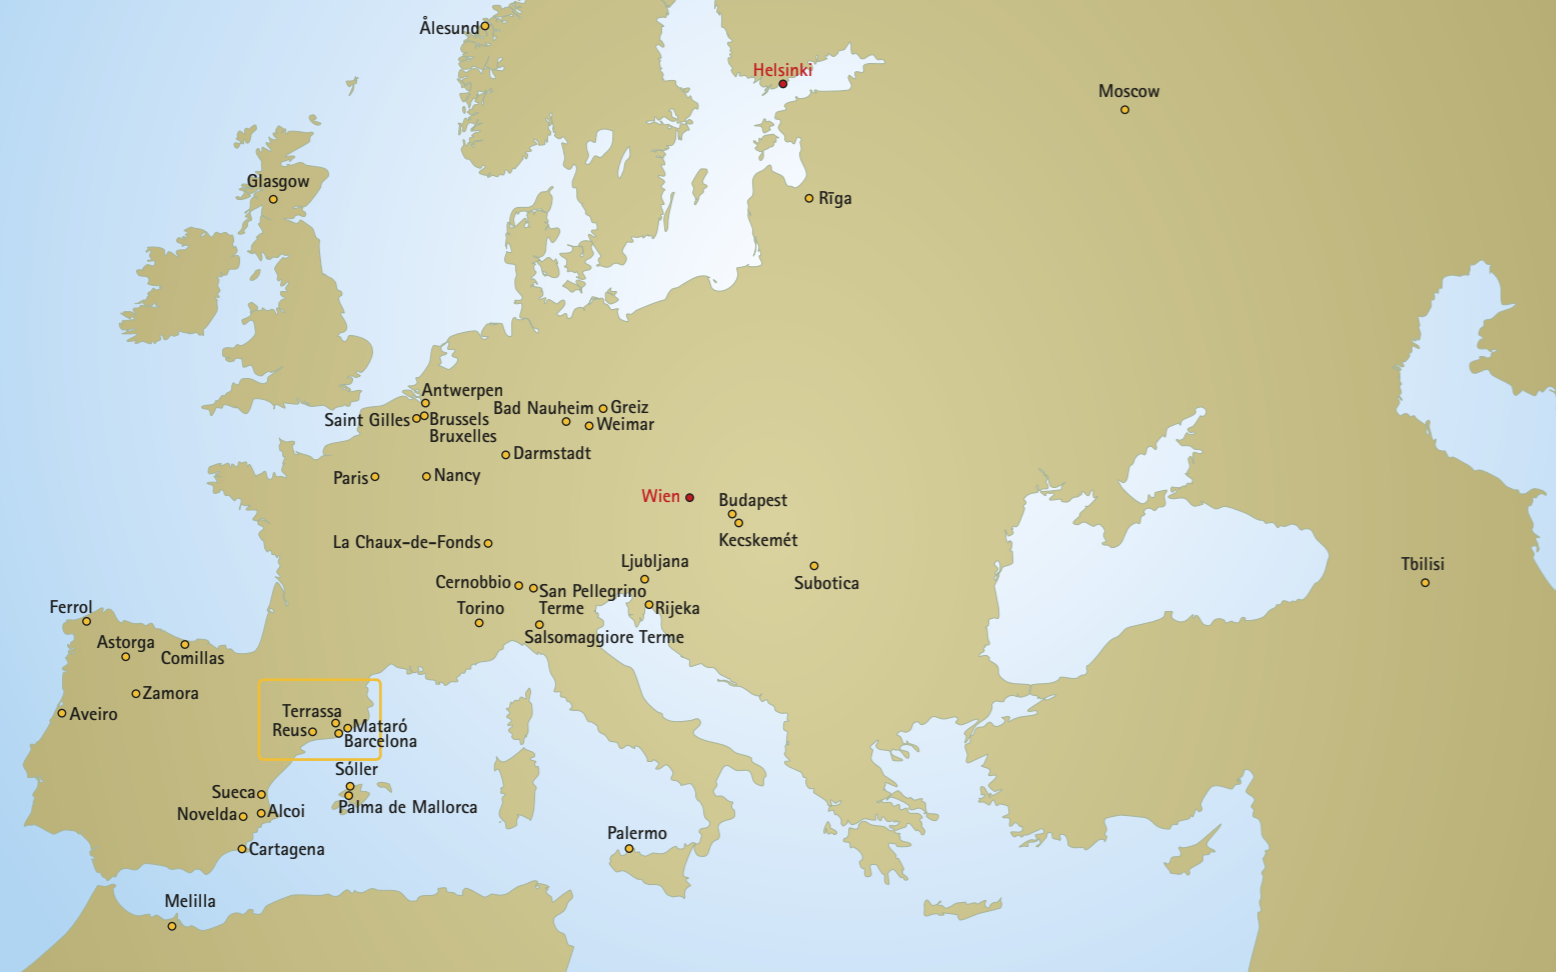 Ålesund
Helsinki
Moscow
Glasgow
Rīga
Antwerpen
Bad Nauheim
Greiz
Saint Gilles
Brussels
Bruxelles
Weimar
Darmstadt
Paris
Nancy
Wien
Budapest
Kecskemét
La Chaux-de-Fonds
Ljubljana
Tbilisi
Subotica
Cernobbio
San Pellegrino
Terme
Ferrol
Torino
Rijeka
Salsomaggiore Terme
Astorga
Comillas
Zamora
Aveiro
Terrassa
Reus
Mataró
Barcelona
Sóller
Sueca
Palma de Mallorca
Novelda
Alcoi
Palermo
Cartagena
Melilla